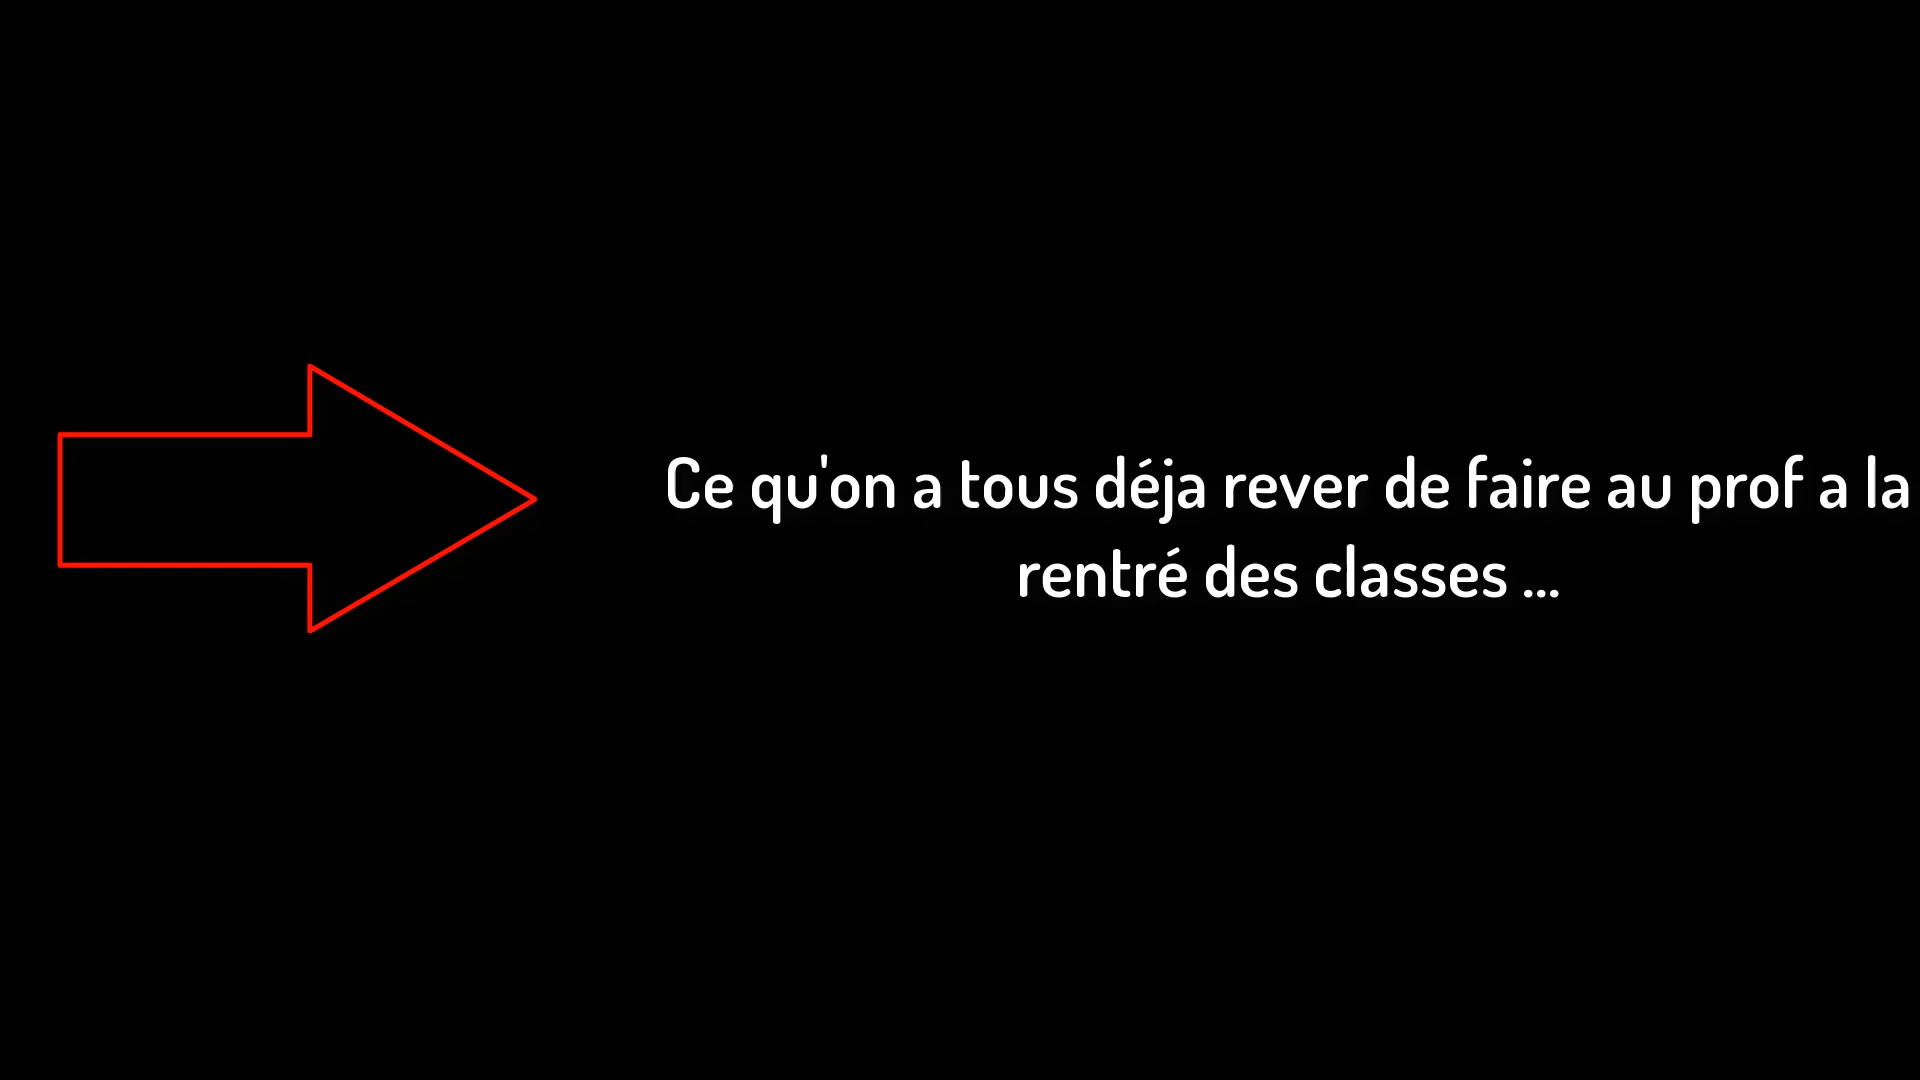 Ce qu'on a tous déja rever de faire au prof a la
rentré des classes ...